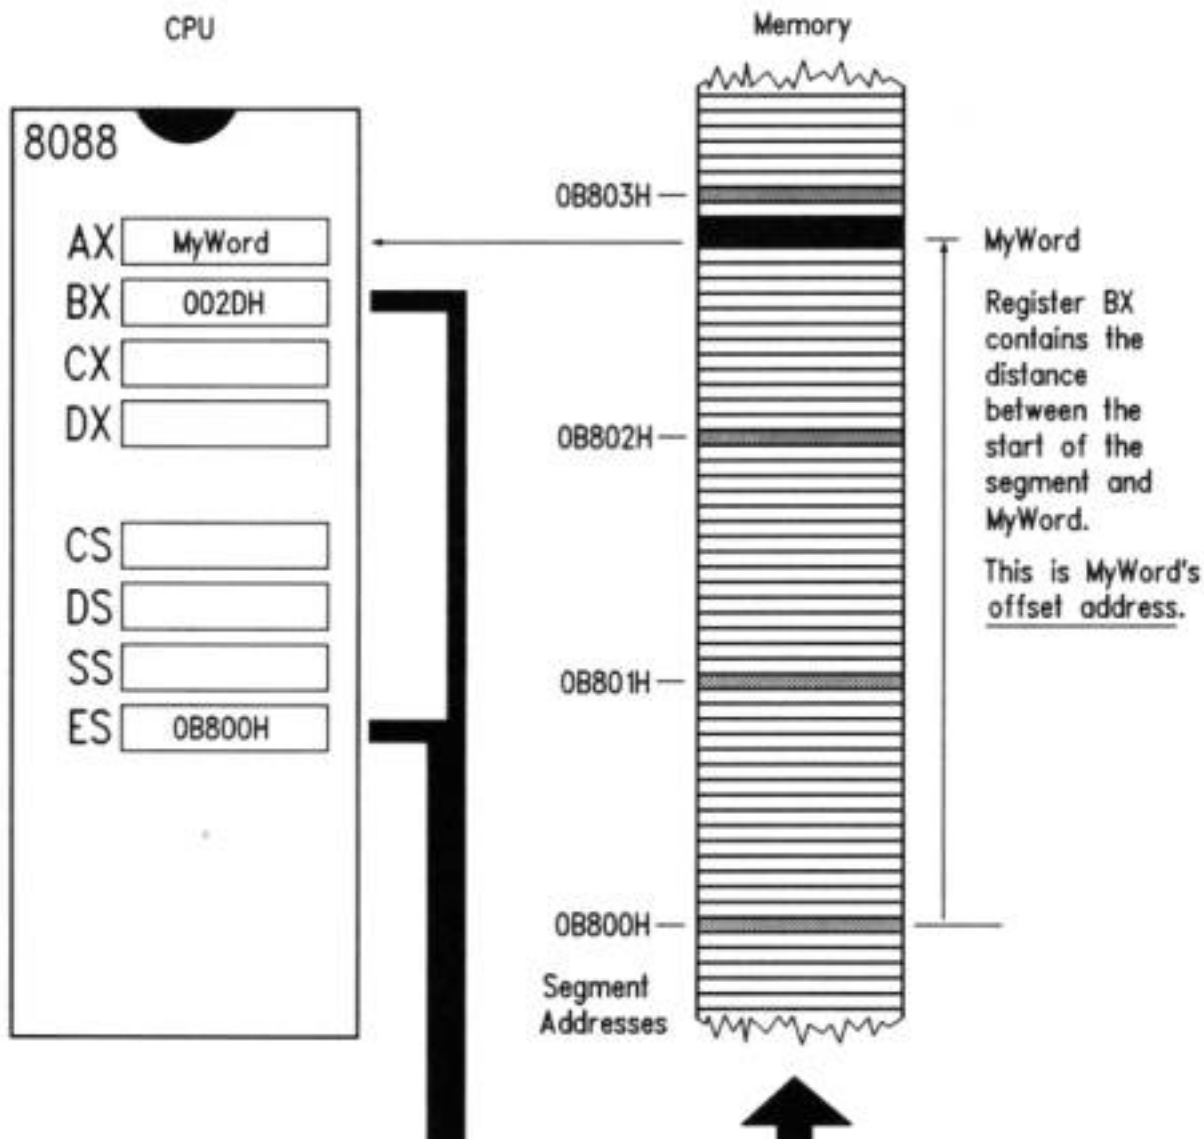 CPU
Memory
8088
AX MyWord
BX 002DH
CX
DX
CS
DS
SS
ES 0B800H
0B803H
0B802H
0B801H
0B800H
Segment
Addresses
MyWord
Register BX
contains the
distance
between the
start of the
segment and
MyWord.
This is MyWord's
offset address.